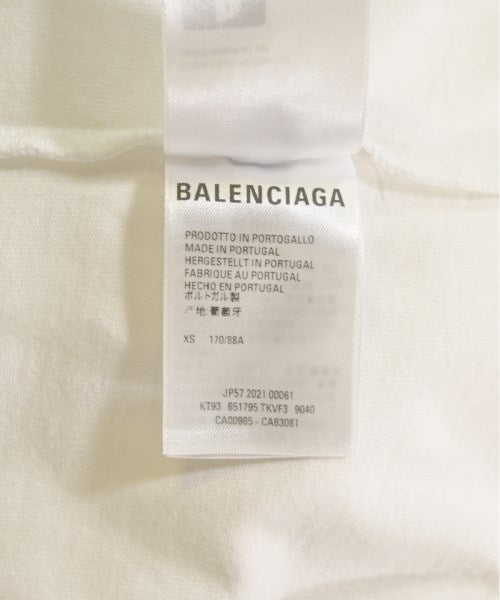 BALENCIAGA
PRODOTTO IN PORTOGALLO
MADE IN PORTUGAL
HERGESTELLT IN PORTUGAL
FABRIQUE AU PORTUGAL
HECHO EN PORTUGAL
ポルトガル製
产地:葡萄牙
XS 170/88A
JP57 2021 00061
KT93 651795 TKVF3 9040
CA00985 - CA63081